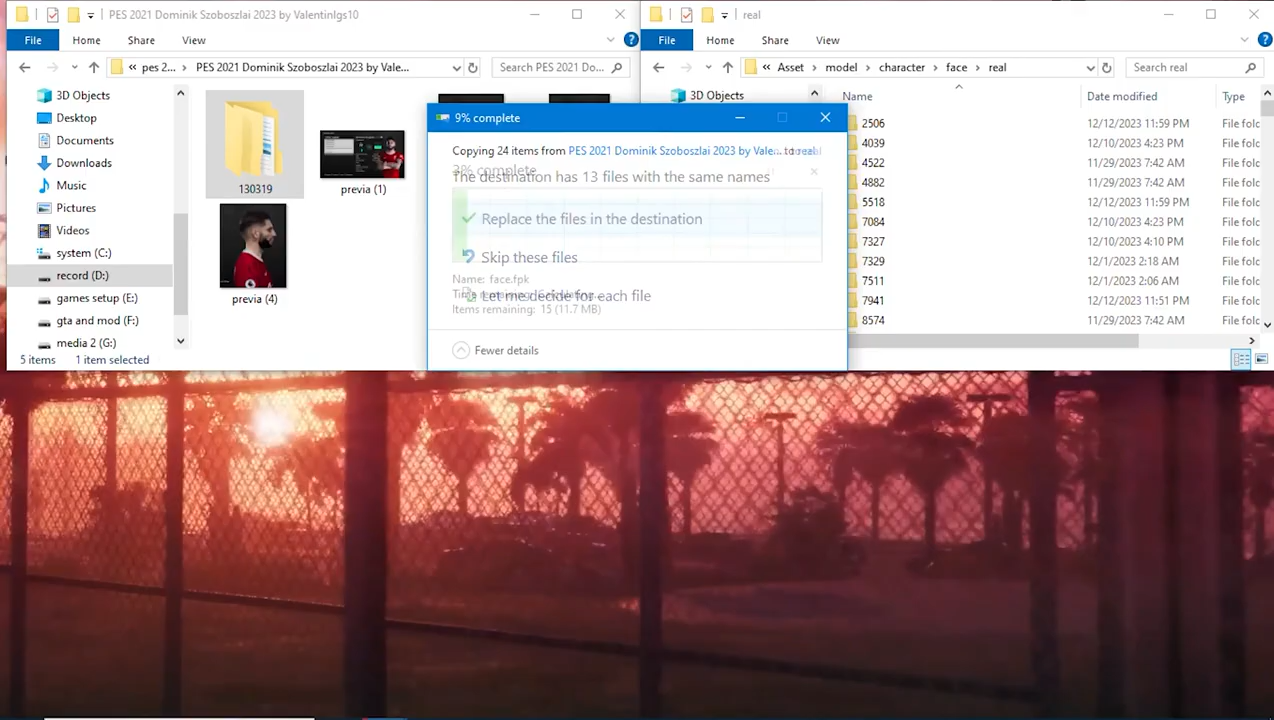 PES 2021 Dominik Szoboszlai 2023 by Valentinlgs10
File
Home
Share
View
« pes 2... > PES 2021 Dominik Szoboszlai 2023 by Vale...
Search PES 2021 Do...
3D Objects
Desktop
Documents
Downloads
Music
Pictures
Videos
system (C:)
record (D:)
games setup (E:)
gta and mod (F:)
media 2 (G:)
130319
previa (1)
previa (4)
5 items
1 item selected
9% complete
Copying 24 items from PES 2021 Dominik Szoboszlai 2023 by Valen... to real
The destination has 13 files with the same names
Replace the files in the destination
Skip these files
Name: face.fpk
Let me decide for each file
Items remaining: 15 (11.7 MB)
Fewer details
real
File
Home
Share
View
« Asset > model > character > face > real
Search real
3D Objects
Name
Date modified
Type
2506 12/12/2023 11:59 PM File folc
4039 12/10/2023 4:23 PM File folc
4522 11/29/2023 7:42 AM File folc
4882 11/29/2023 7:42 AM File folc
5518 12/12/2023 11:59 PM File folc
7084 12/10/2023 4:23 PM File folc
7327 12/10/2023 4:10 PM File folc
7329 12/1/2023 2:18 AM File folc
7511 12/1/2023 2:06 AM File folc
7941 12/12/2023 11:51 PM File folc
8574 11/29/2023 7:42 AM File folc